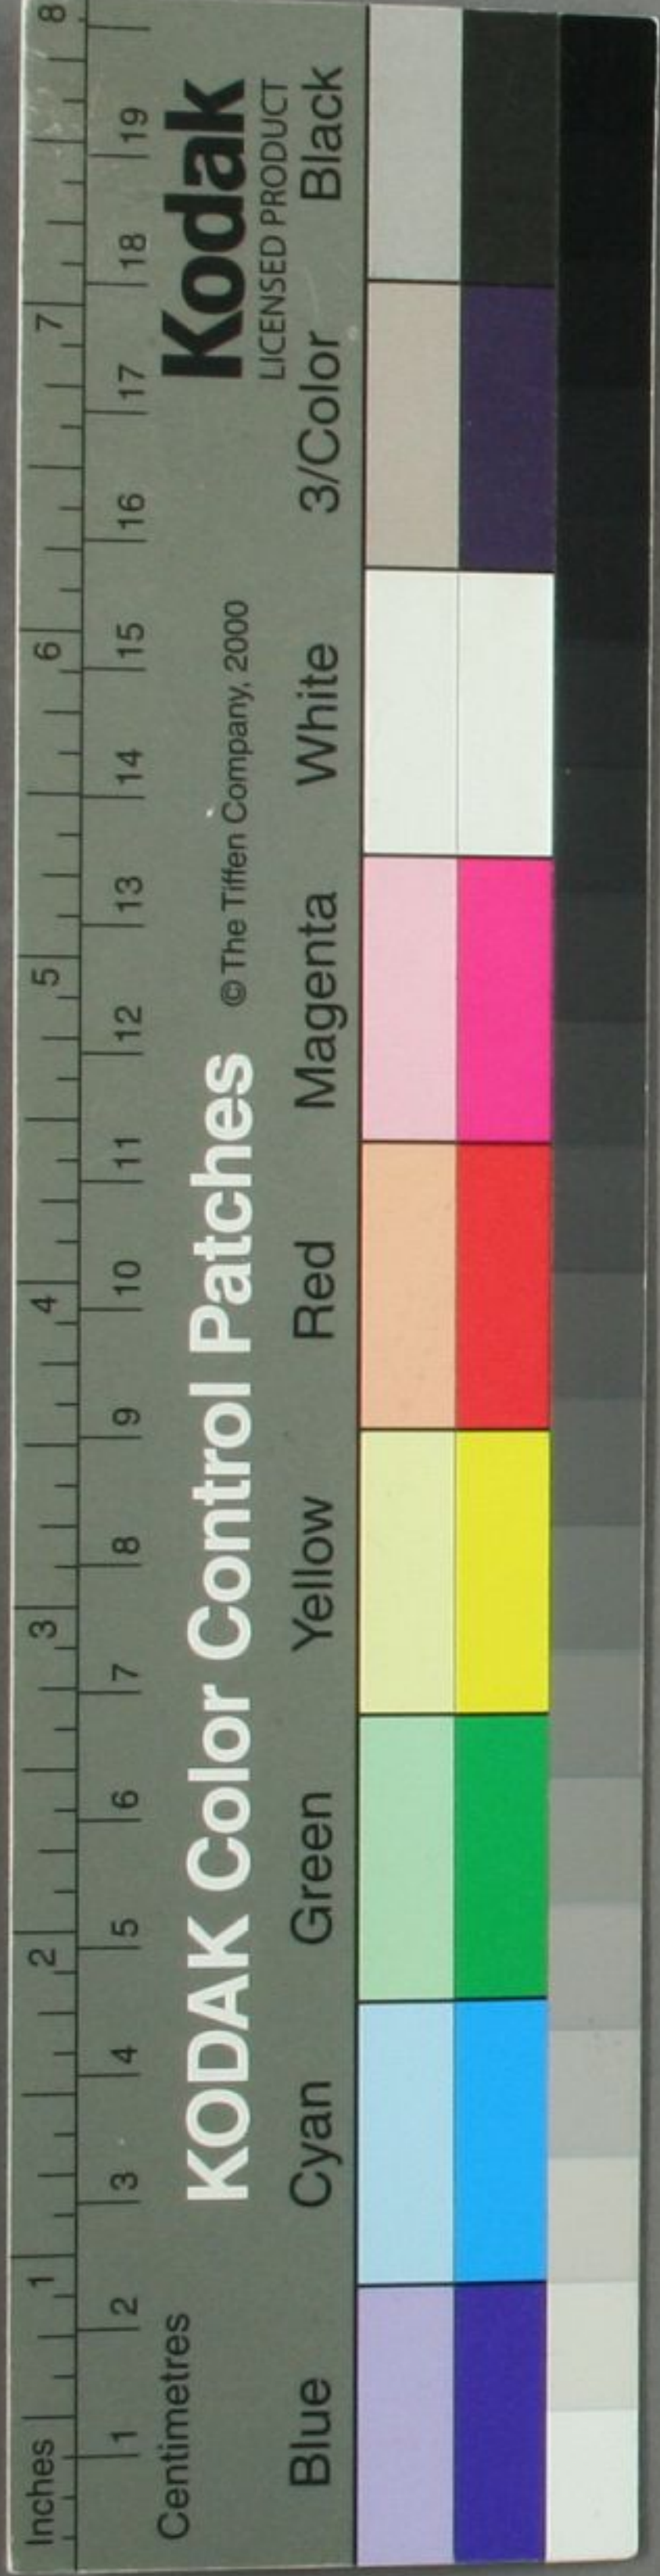 Inches 1 2 3 4 5 6 7 8
1 2 3 4 5 6 7 8 9 10 11 12 13 14 15 16 17 18 19
Centimetres
KODAK Color Control Patches © The Tiffen Company, 2000
Kodak
LICENSED PRODUCT
Blue Cyan Green Yellow Red Magenta White 3/Color Black